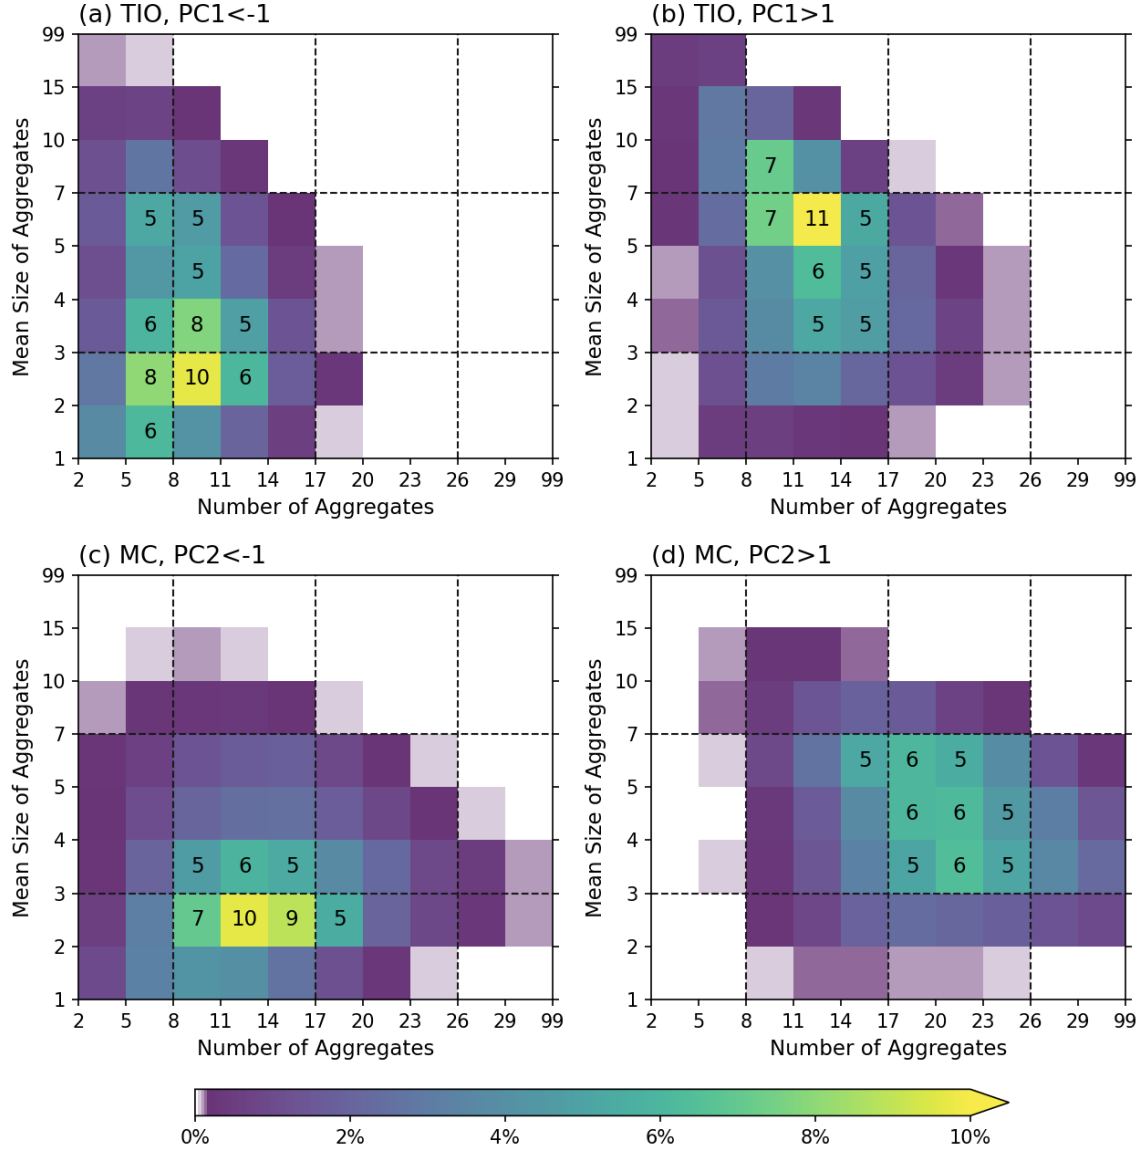 (a) TIO, PC1<-1
99
15
10
7
5
4
3
2
1
5 5
5
6 8 5
8 10 6
6
2 5 8 11 14 17 20 23 26 29 99
Number of Aggregates
Mean Size of Aggregates
(b) TIO, PC1>1
99
15
10
7
5
4
3
2
1
7
7 11 5
6 5
5 5
2 5 8 11 14 17 20 23 26 29 99
Number of Aggregates
Mean Size of Aggregates
(c) MC, PC2<-1
99
15
10
7
5
4
3
2
1
5 6 5
7 10 9 5
2 5 8 11 14 17 20 23 26 29 99
Number of Aggregates
Mean Size of Aggregates
(d) MC, PC2>1
99
15
10
7
5
4
3
2
1
5 6 5
6 6 5
5 6 5
2 5 8 11 14 17 20 23 26 29 99
Number of Aggregates
Mean Size of Aggregates
0% 2% 4% 6% 8% 10%